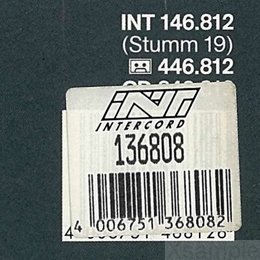 INT 146.812
(Stumm 19)
446.812
INT
INTERCORD
136808
4 006751 368082